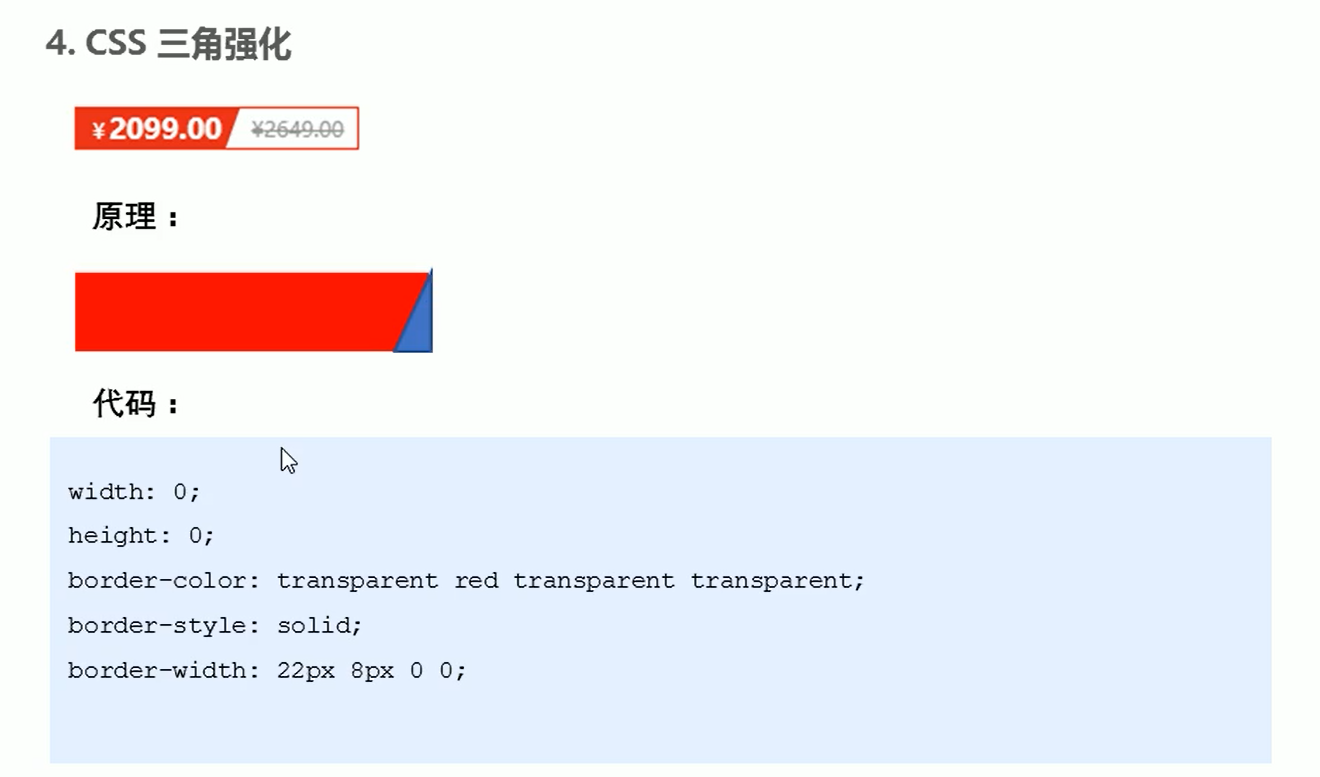 4. CSS 三角强化
¥2099.00 ¥2649.00
原理：
代码：
width: 0;
height: 0;
border-color: transparent red transparent transparent;
border-style: solid;
border-width: 22px 8px 0 0;